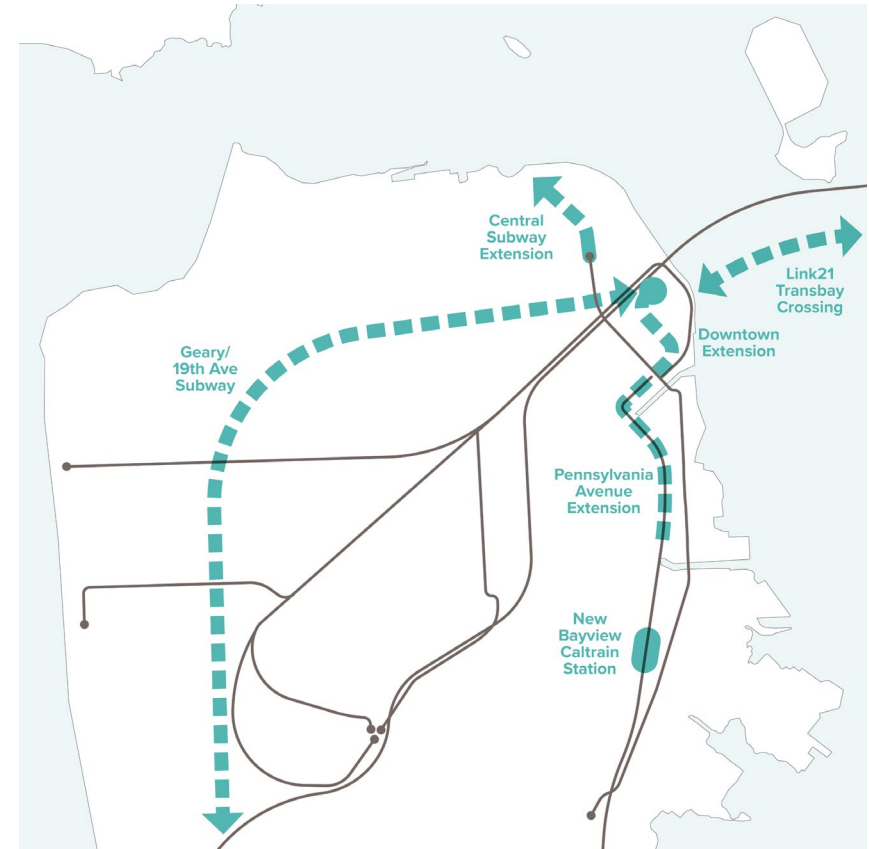 Central
Subway
Extension
Link21
Transbay
Crossing
Downtown
Extension
Geary/
19th Ave
Subway
Pennsylvania
Avenue
Extension
New
Bayview
Caltrain
Station